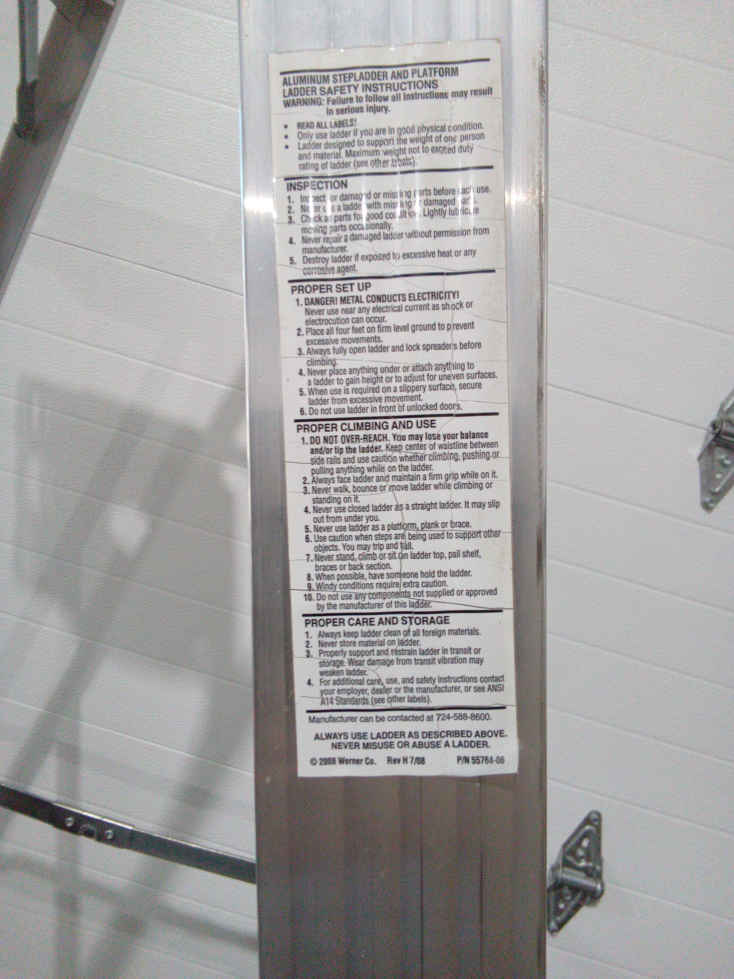 ALUMINUM STEPLADDER AND PLATFORM
LADDER SAFETY INSTRUCTIONS
WARNING: Failure to follow all instructions may result
in serious injury.
• READ ALL LABELS!
• Only use ladder if you are in good physical condition.
• Ladder designed to support the weight of one person
and material. Maximum weight not to exceed duty
rating of ladder (see other labels).
INSPECTION
1. Inspect for damaged or missing parts before each use.
2. Never use a ladder with missing or damaged parts.
3. Check all parts for good condition. Lightly lubricate
moving parts occasionally.
4. Never repair a damaged ladder without permission from
manufacturer.
5. Destroy ladder if exposed to excessive heat or any
corrosive agent.
PROPER SET UP
1. DANGER! METAL CONDUCTS ELECTRICITY!
Never use near any electrical current as shock or
electrocution can occur.
2. Place all four feet on firm level ground to prevent
excessive movements.
3. Always fully open ladder and lock spreaders before
climbing.
4. Never place anything under or attach anything to
a ladder to gain height or to adjust for uneven surfaces.
5. When use is required on a slippery surface, secure
ladder from excessive movement.
6. Do not use ladder in front of unlocked doors.
PROPER CLIMBING AND USE
1. DO NOT OVER-REACH. You may lose your balance
and/or tip the ladder. Keep center of waistline between
side rails and use caution whether climbing, pushing or
pulling anything while on the ladder.
2. Always face ladder and maintain a firm grip while on it.
3. Never walk, bounce or move ladder while climbing or
standing on it.
4. Never use closed ladder as a straight ladder. It may slip
out from under you.
5. Never use ladder as a platform, plank or brace.
6. Use caution when steps are being used to support other
objects. You may trip and fall.
7. Never stand, climb or sit on ladder top, pail shelf,
braces or back section.
8. When possible, have someone hold the ladder.
9. Windy conditions require extra caution.
10. Do not use any components not supplied or approved
by the manufacturer of this ladder.
PROPER CARE AND STORAGE
1. Always keep ladder clean of all foreign materials.
2. Never store material on ladder.
3. Properly support and restrain ladder in transit or
storage. Wear damage from transit vibration may
weaken ladder.
4. For additional care, use, and safety instructions contact
your employer, dealer or the manufacturer, or see ANSI
A14 Standards (see other labels).
Manufacturer can be contacted at 724-588-8600.
ALWAYS USE LADDER AS DESCRIBED ABOVE.
NEVER MISUSE OR ABUSE A LADDER.
© 2008 Werner Co. Rev H 7/08 P/N 55764-06